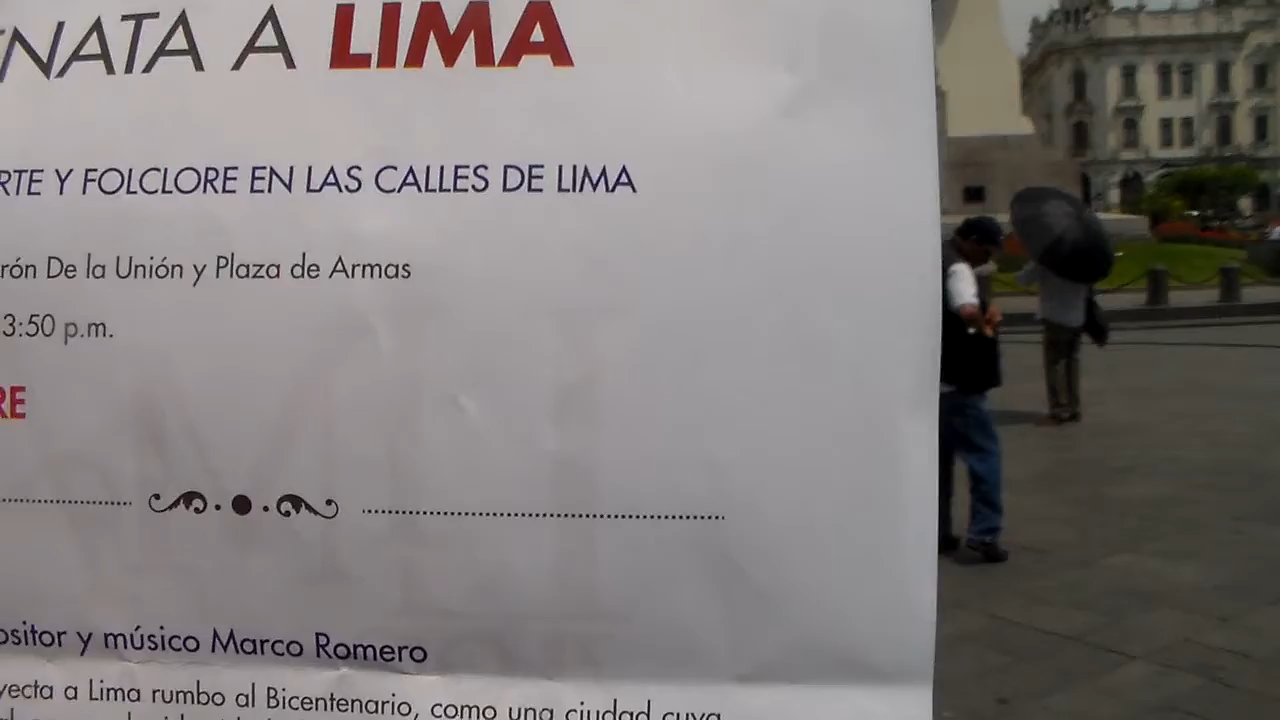 NATA A LIMA
RTE Y FOLCLORE EN LAS CALLES DE LIMA
rón De la Unión y Plaza de Armas
3:50 p.m.
RE
ositor y músico Marco Romero
yecta a Lima rumbo al Bicentenario, como una ciudad cuya